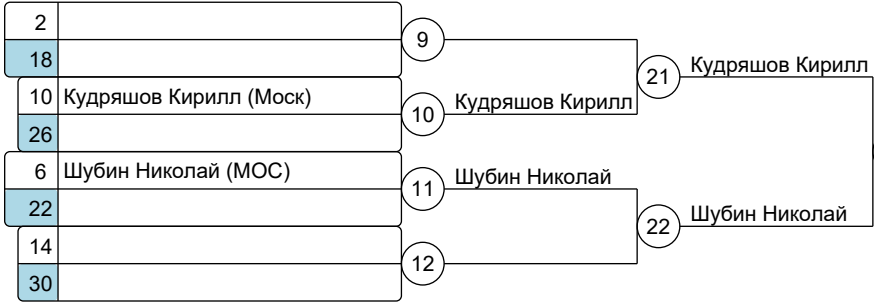 2
9
18
21 Кудряшов Кирилл
10 Кудряшов Кирилл (Моск)
10 Кудряшов Кирилл
26
6 Шубин Николай (МОС)
11 Шубин Николай
22
22 Шубин Николай
14
12
30